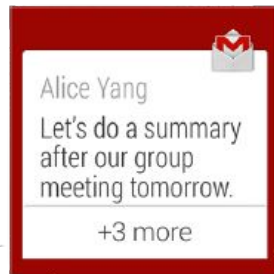 Alice Yang
Let's do a summary
after our group
meeting tomorrow.
+3 more